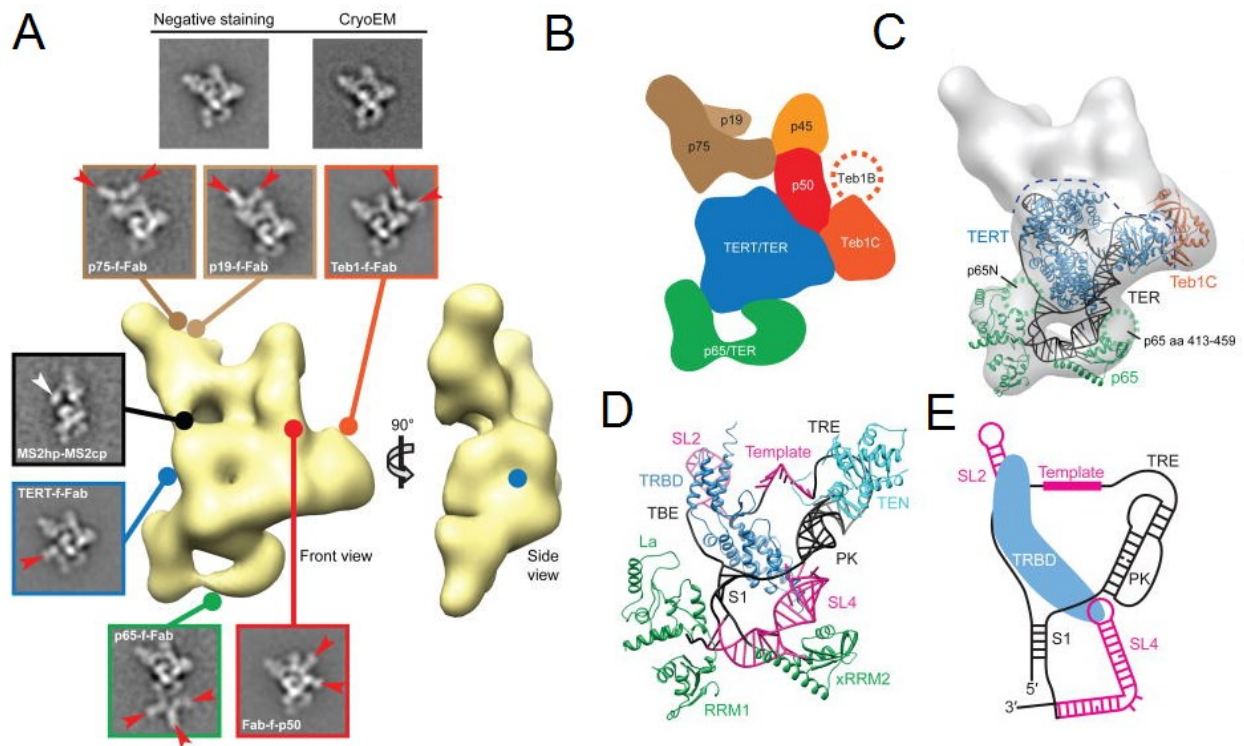 A
Negative staining
CryoEM
p75-f-Fab
p19-f-Fab
Teb1-f-Fab
MS2hp-MS2cp
TERT-f-Fab
90°
Front view
Side
view
p65-f-Fab
Fab-f-p50
B
p19
p45
p75
Teb1B
p50
TERT/TER
Teb1C
p65/TER
C
TERT
p65N
Teb1C
TER
p65 aa 413-459
p65
D
SL2
Template
TRE
TRBD
TEN
TBE
La
PK
S1
SL4
xRRM2
RRM1
E
SL2
Template
TRE
TRBD
PK
S1
SL4
5′
3′